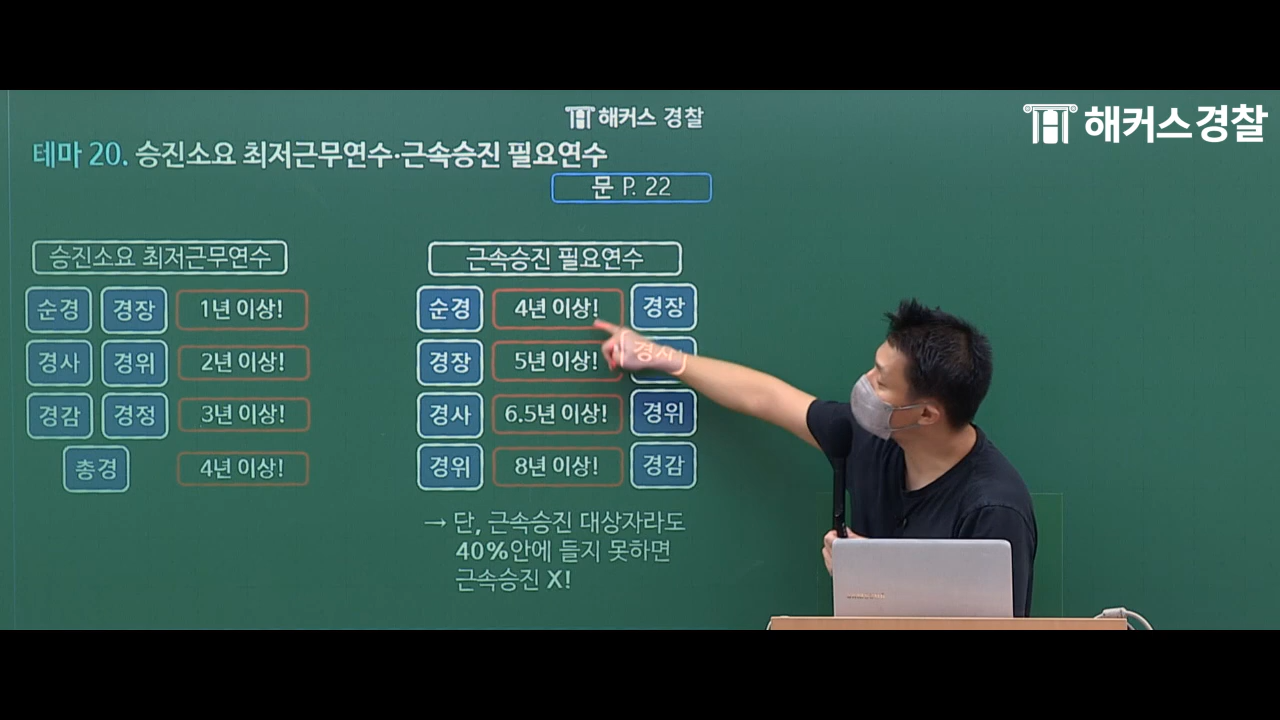 해커스 경찰
해커스경찰
테마 20. 승진소요 최저근무연수·근속승진 필요연수
문 P. 22
승진소요 최저근무연수
순경 경장 1년 이상!
경사 경위 2년 이상!
경감 경정 3년 이상!
총경 4년 이상!
근속승진 필요연수
순경 4년 이상! 경장
경장 5년 이상! 경사
경사 6.5년 이상! 경위
경위 8년 이상! 경감
→ 단, 근속승진 대상자라도
40%안에 들지 못하면
근속승진 X!